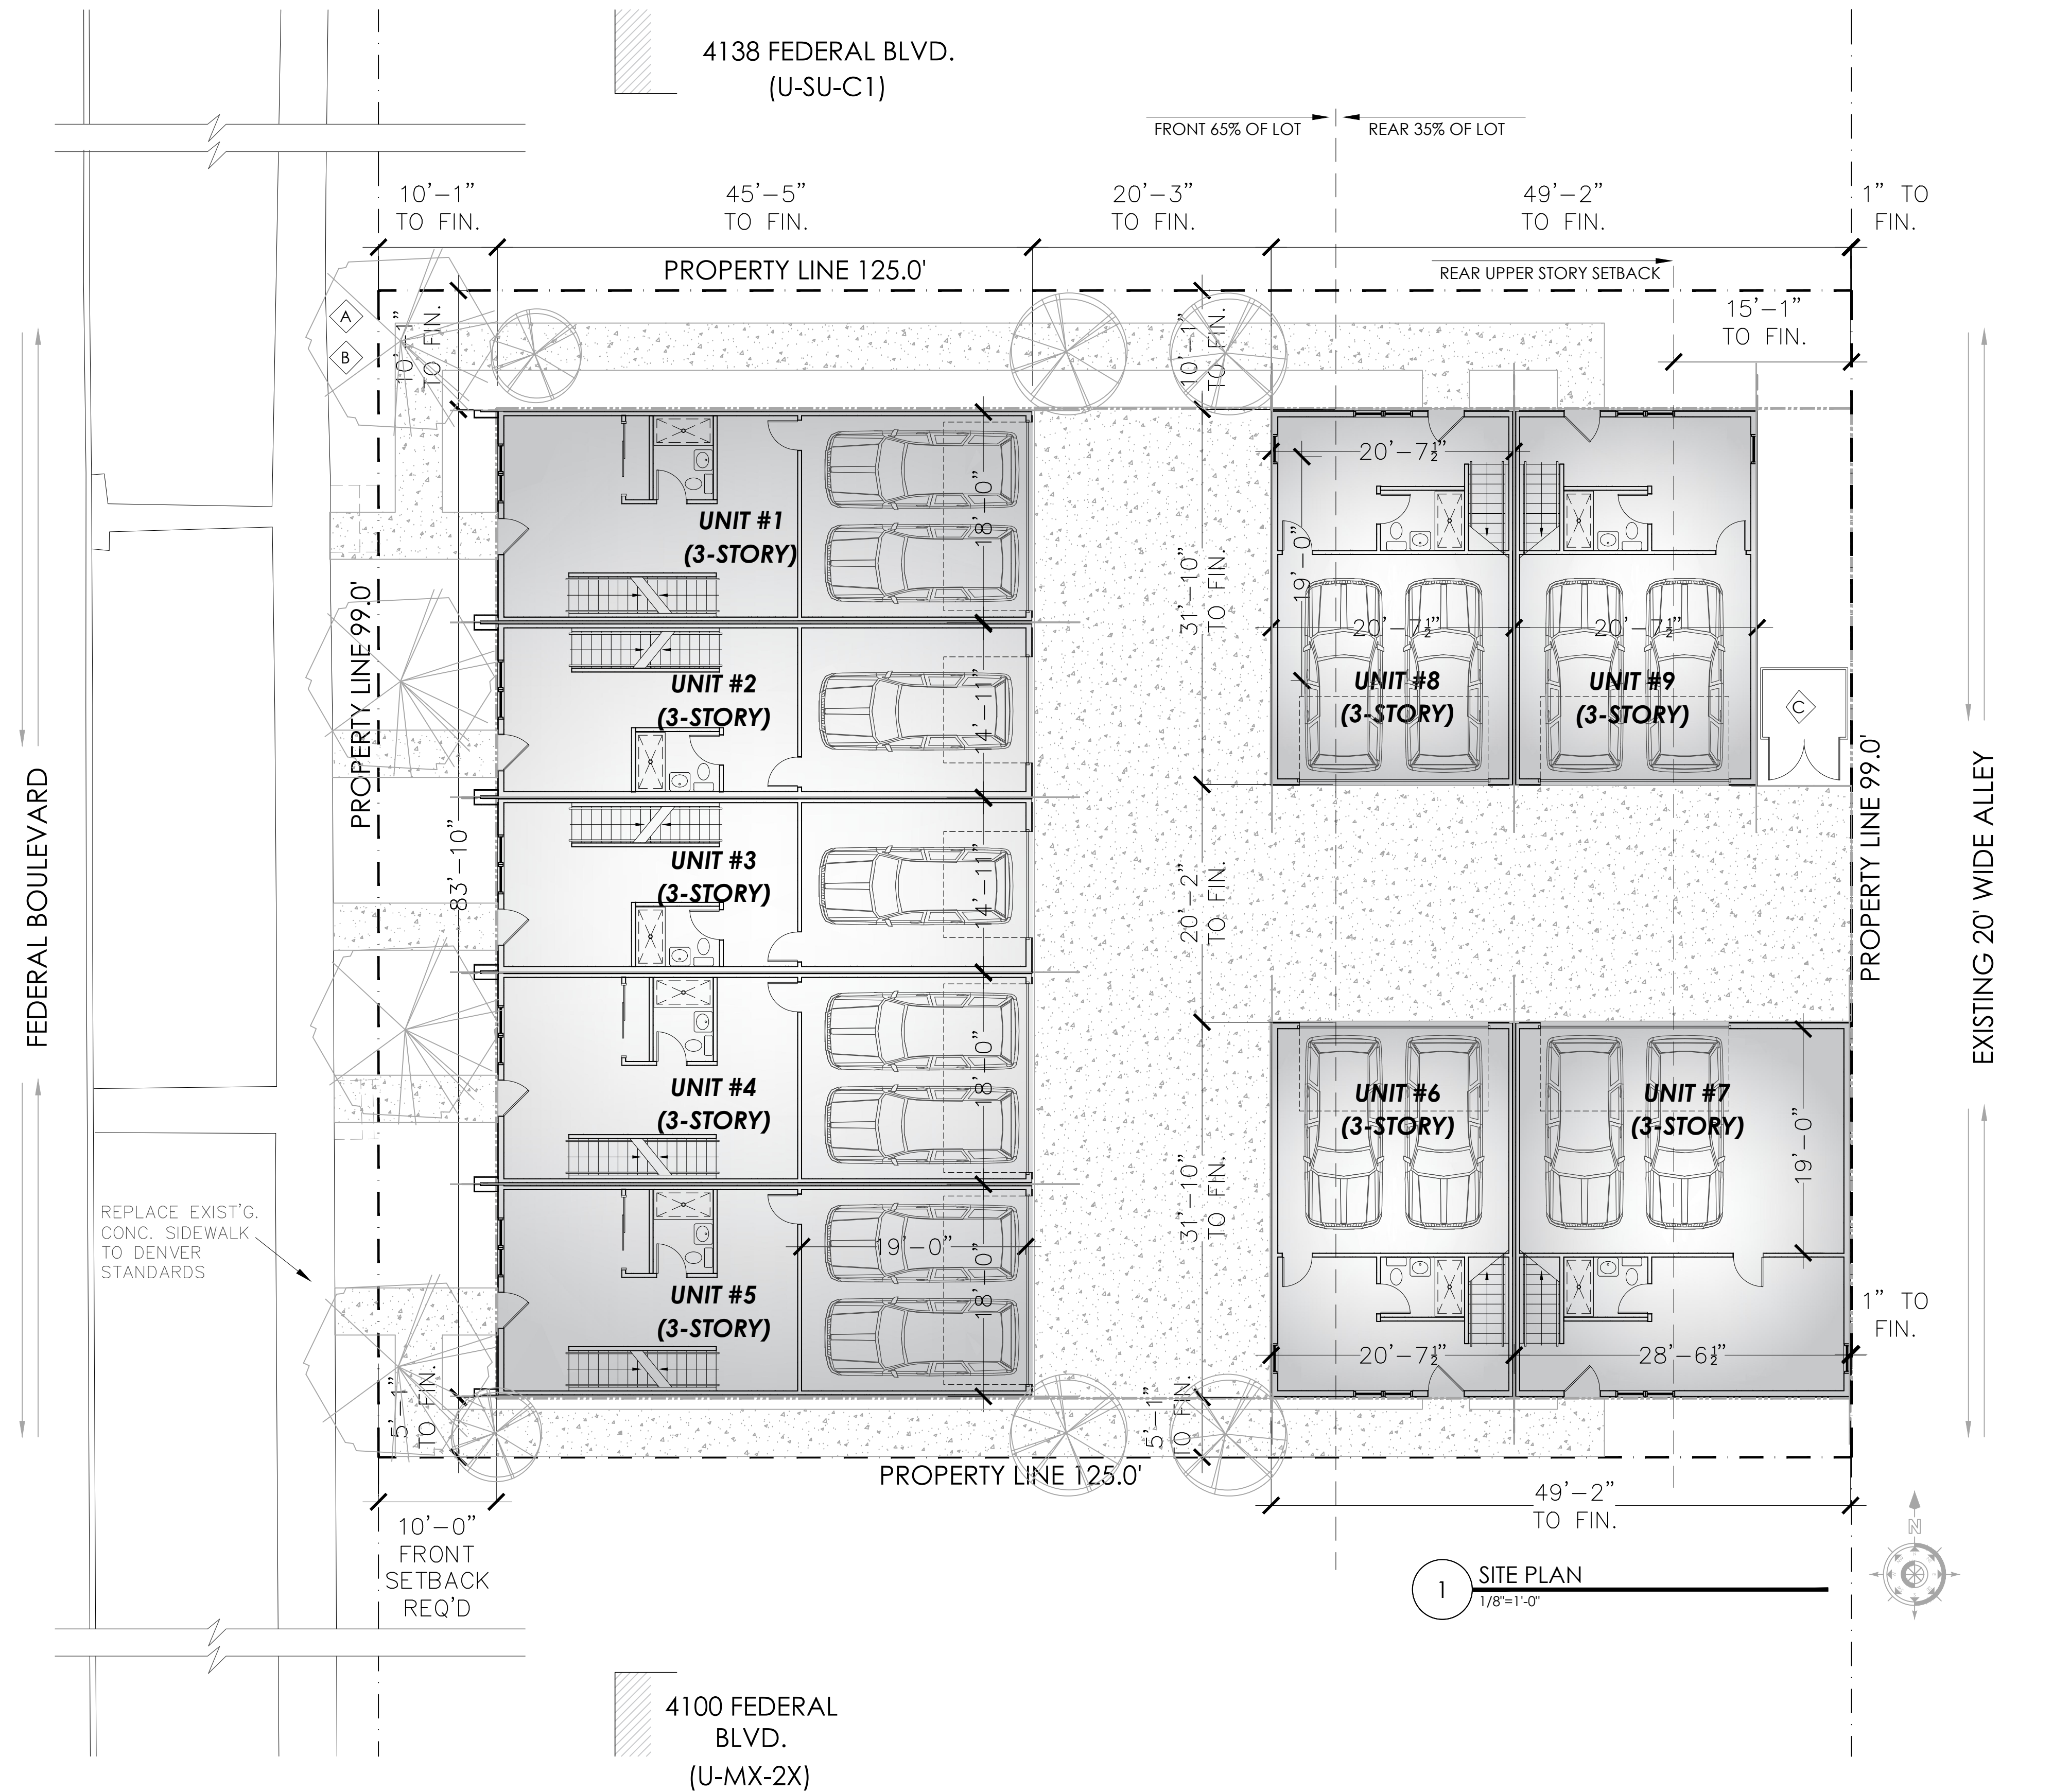 4138 FEDERAL BLVD.
(U-SU-C1)
FRONT 65% OF LOT
REAR 35% OF LOT
10'-1"
TO FIN.
45'-5"
TO FIN.
20'-3"
TO FIN.
49'-2"
TO FIN.
1" TO
FIN.
PROPERTY LINE 125.0'
REAR UPPER STORY SETBACK
15'-1"
TO FIN.
A
B
10'-1"
TO FIN.
10'-1"
TO FIN.
UNIT #1
(3-STORY)
18'-0"
20'-7½"
19'-0"
31'-10"
TO FIN.
20'-7½"
20'-7½"
UNIT #8
(3-STORY)
UNIT #9
(3-STORY)
C
PROPERTY LINE 99.0'
UNIT #2
(3-STORY)
14'-11"
FEDERAL BOULEVARD
83'-10"
UNIT #3
(3-STORY)
14'-11"
20'-2"
TO FIN.
PROPERTY LINE 99.0'
EXISTING 20' WIDE ALLEY
UNIT #4
(3-STORY)
18'-0"
UNIT #6
(3-STORY)
UNIT #7
(3-STORY)
19'-0"
31'-10"
TO FIN.
REPLACE EXIST'G.
CONC. SIDEWALK
TO DENVER
STANDARDS
19'-0"
18'-0"
UNIT #5
(3-STORY)
20'-7½"
28'-6½"
1" TO
FIN.
5'-1"
TO FIN.
5'-1"
TO FIN.
PROPERTY LINE 125.0'
10'-0"
FRONT
SETBACK
REQ'D
49'-2"
TO FIN.
N
1
SITE PLAN
1/8"=1'-0"
4100 FEDERAL
BLVD.
(U-MX-2X)